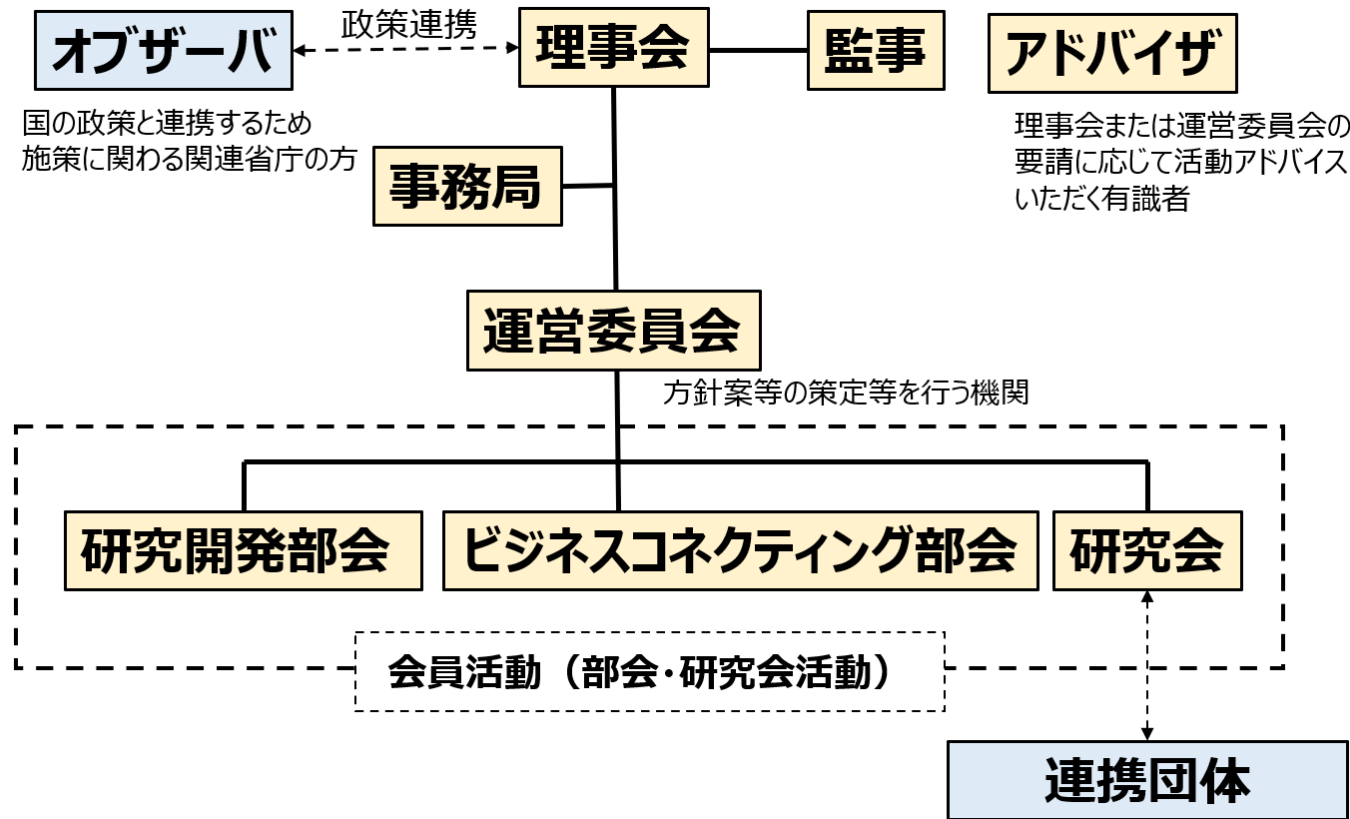 オブザーバ
政策連携
理事会
監事
アドバイザ
国の政策と連携するため
施策に関わる関連省庁の方
理事会または運営委員会の
要請に応じて活動アドバイス
いただく有識者
事務局
運営委員会
方針案等の策定等を行う機関
研究開発部会
ビジネスコネクティング部会
研究会
会員活動（部会・研究会活動）
連携団体